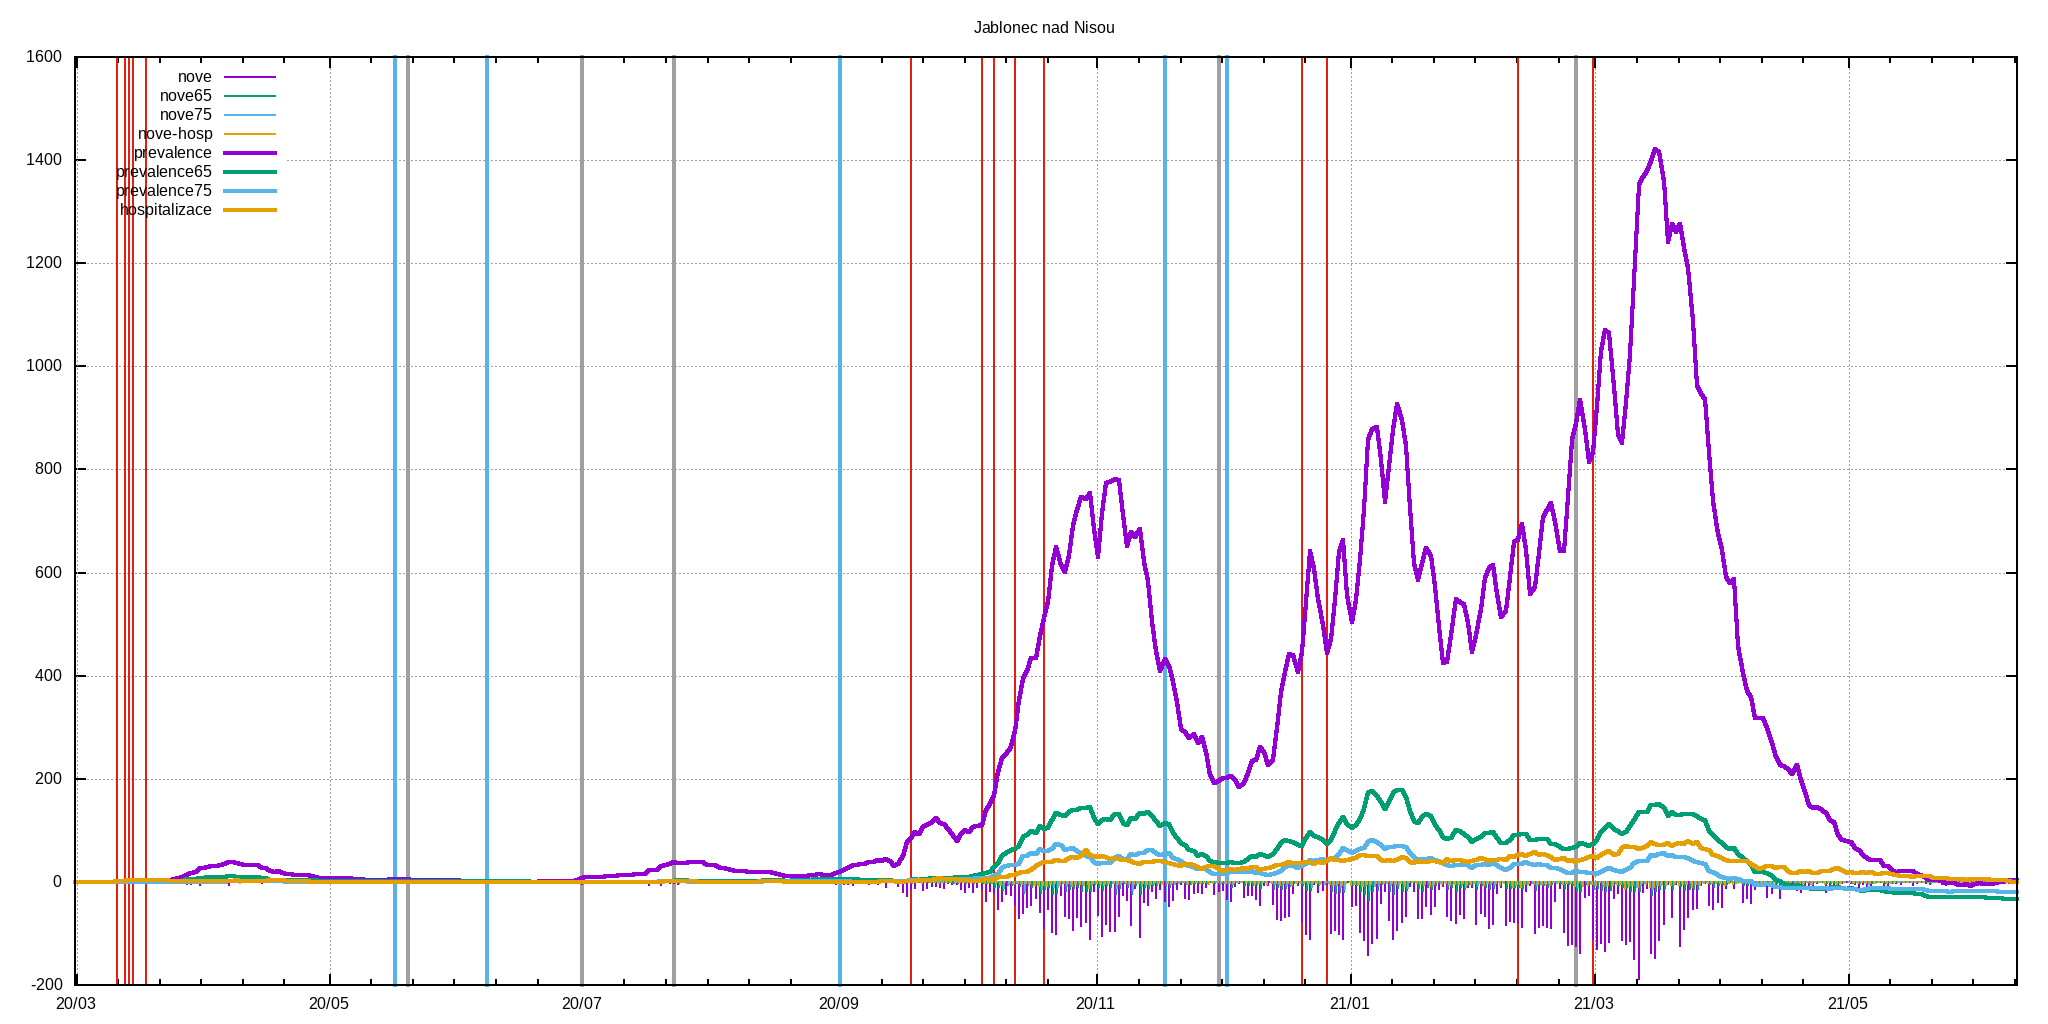 Jablonec nad Nisou
1600
1400
1200
1000
800
600
400
200
0
-200
nove
nove65
nove75
nove-hosp
prevalence
prevalence65
prevalence75
hospitalizace
20/03 20/05 20/07 20/09 20/11 21/01 21/03 21/05